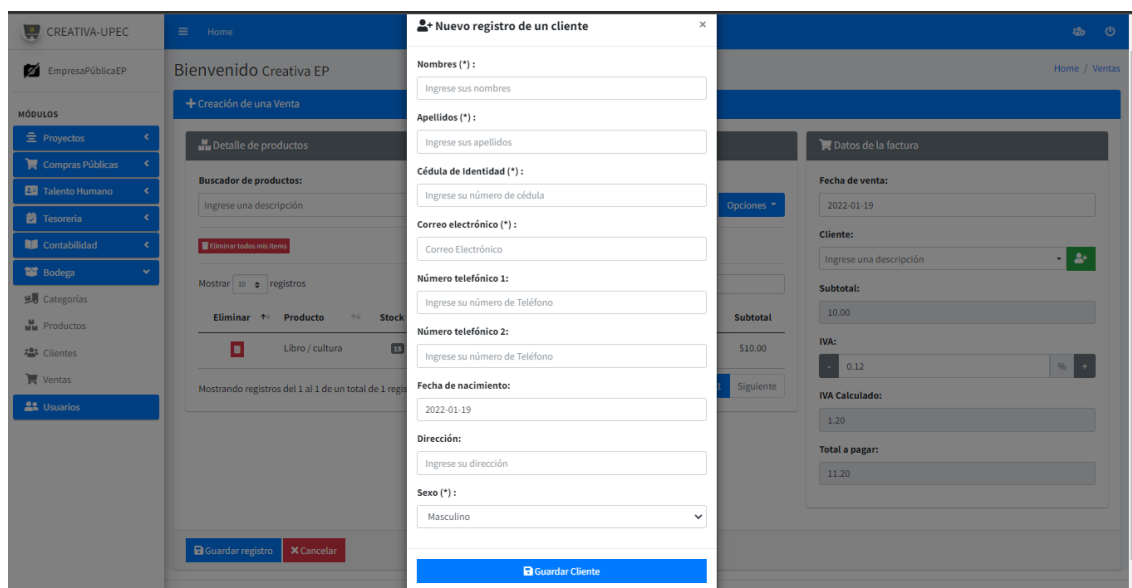 CREATIVA-UPEC
EmpresaPúblicaEP
MÓDULOS
Proyectos
Compras Públicas
Talento Humano
Tesoreria
Contabilidad
Bodega
Categorías
Productos
Clientes
Ventas
Usuarios
Home
Bienvenido Creativa EP
Home / Ventas
Creación de una Venta
Detalle de productos
Buscador de productos:
Ingrese una descripción
Opciones
Eliminar todos mis items
Mostrar 10 registros
Eliminar Producto Stock Subtotal
Libro / cultura 15 $10.00
Mostrando registros del 1 al 1 de un total de 1 regis
1 Siguiente
Guardar registro
Cancelar
Nuevo registro de un cliente ×
Nombres (*) :
Ingrese sus nombres
Apellidos (*) :
Ingrese sus apellidos
Cédula de Identidad (*) :
Ingrese su número de cédula
Correo electrónico (*) :
Correo Electrónico
Número telefónico 1:
Ingrese su número de Teléfono
Número telefónico 2:
Ingrese su número de Teléfono
Fecha de nacimiento:
2022-01-19
Dirección:
Ingrese su dirección
Sexo (*) :
Masculino
Guardar Cliente
Datos de la factura
Fecha de venta:
2022-01-19
Cliente:
Ingrese una descripción
Subtotal:
10.00
IVA:
- 0.12 % +
IVA Calculado:
1.20
Total a pagar:
11.20